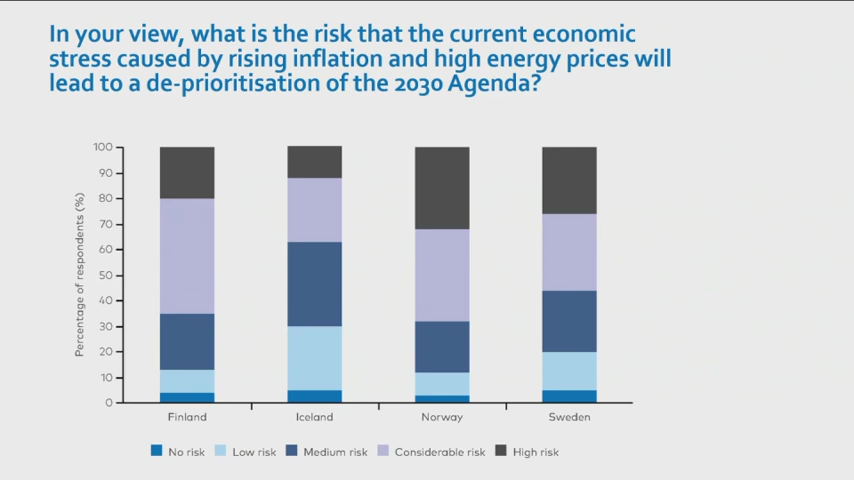 In your view, what is the risk that the current economic
stress caused by rising inflation and high energy prices will
lead to a de-prioritisation of the 2030 Agenda?
Percentage of respondents (%)
100
90
80
70
60
50
40
30
20
10
0
Finland Iceland Norway Sweden
No risk Low risk Medium risk Considerable risk High risk